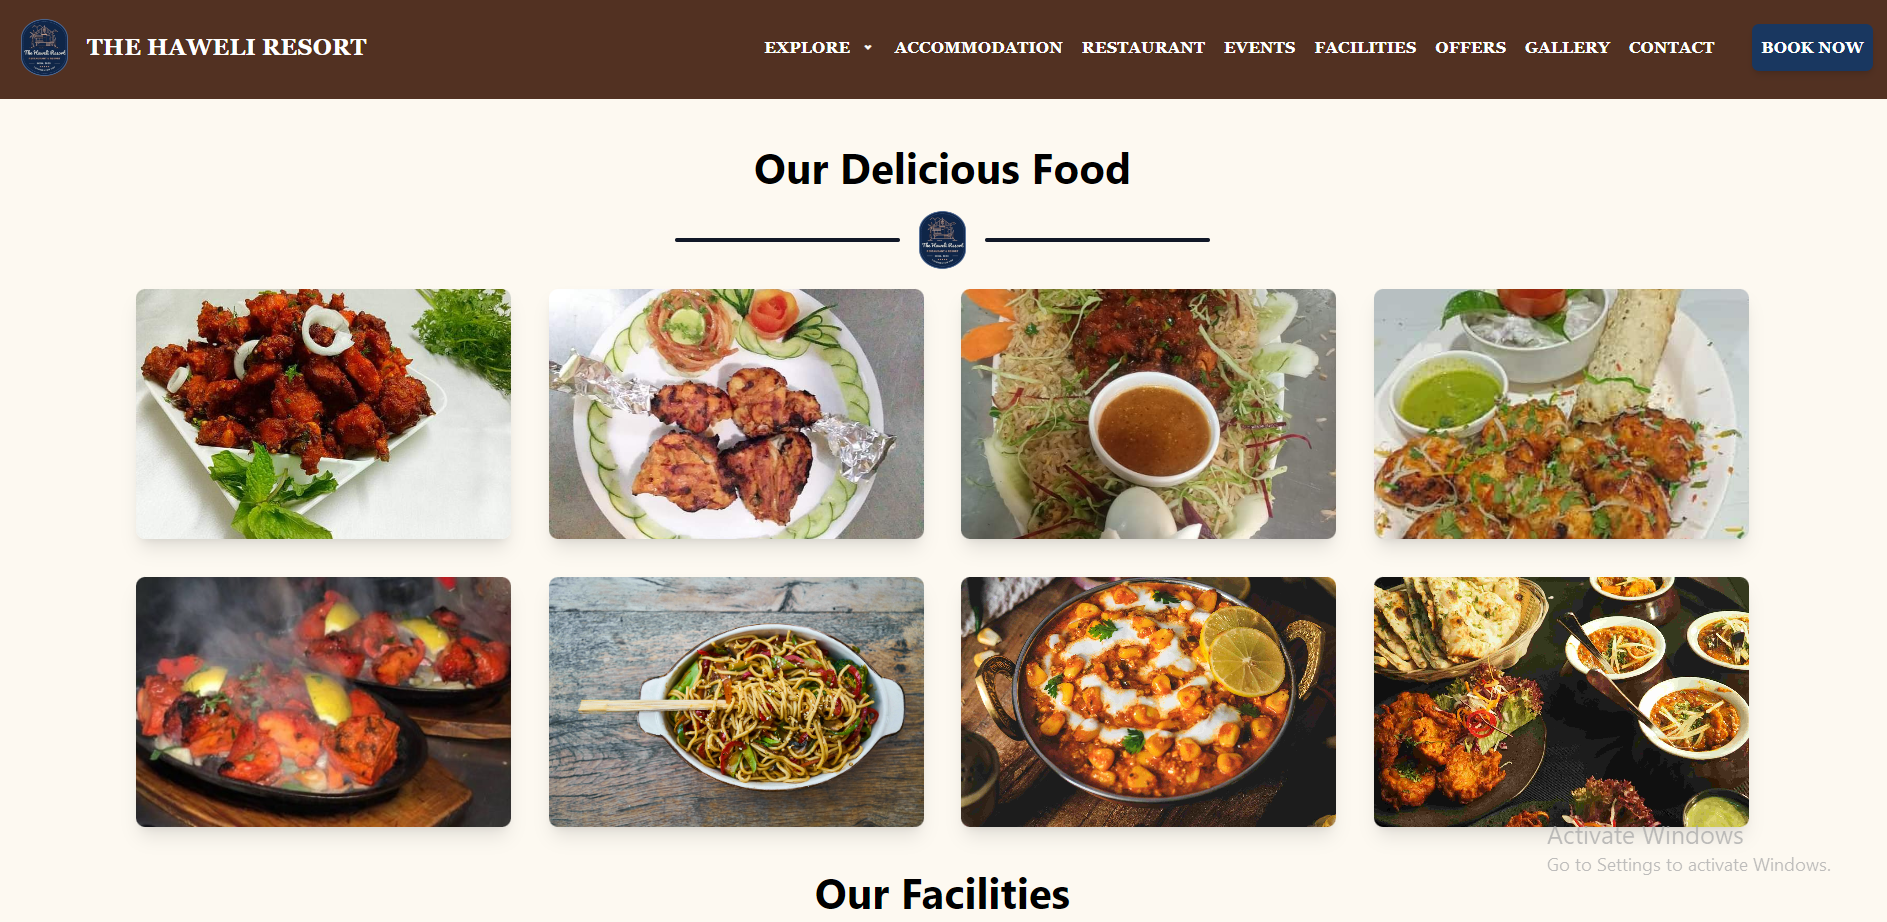 THE HAWELI RESORT
EXPLORE ACCOMMODATION RESTAURANT EVENTS FACILITIES OFFERS GALLERY CONTACT BOOK NOW
The Haweli Resort
Our Delicious Food
The Haweli Resort
Activate Windows
Go to Settings to activate Windows.
Our Facilities